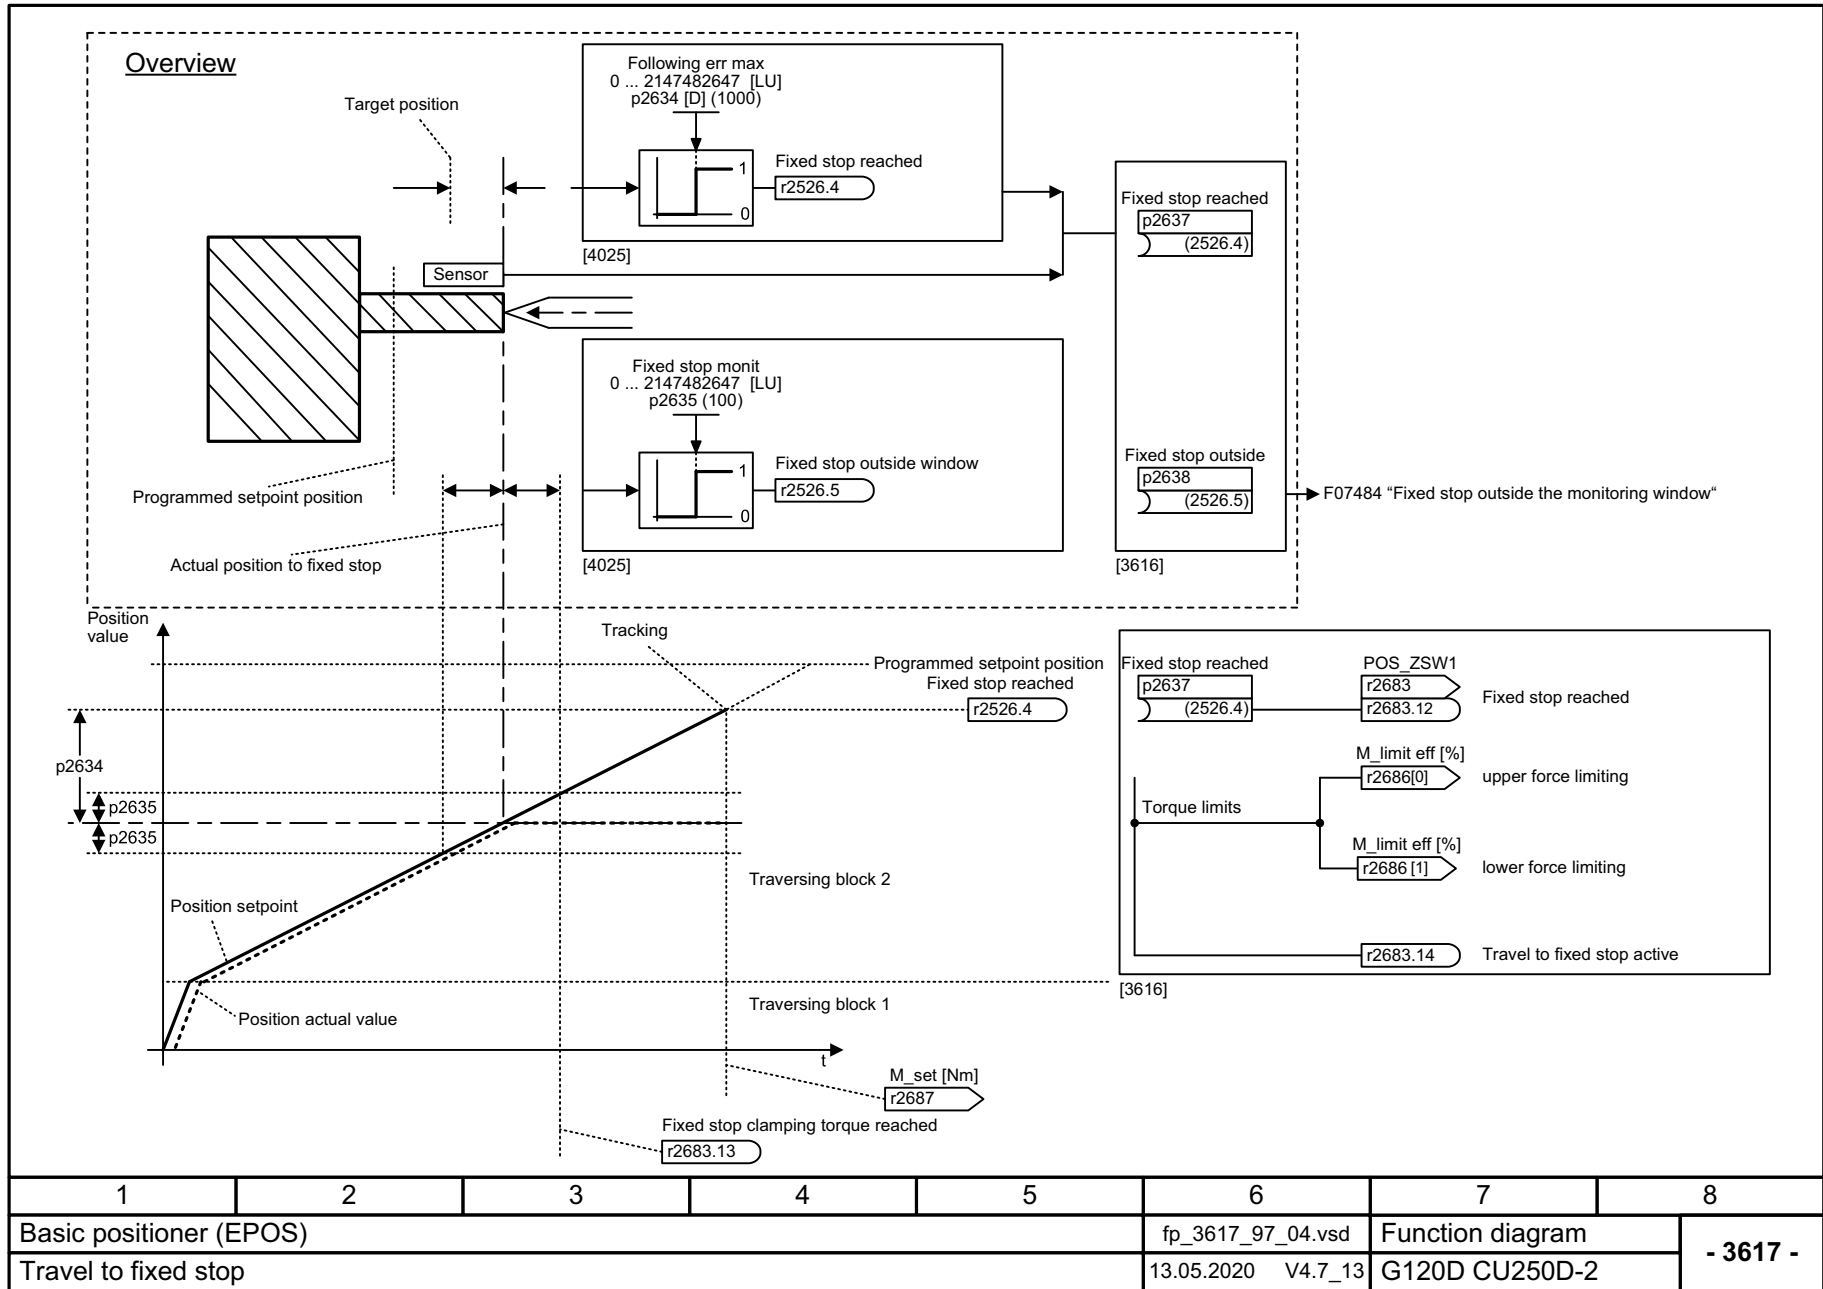 Overview
Target position
Following err max
0 ... 2147482647 [LU]
p2634 [D] (1000)
1
0
Fixed stop reached
r2526.4
[4025]
Sensor
Fixed stop reached
p2637
(2526.4)
Fixed stop monit
0 ... 2147482647 [LU]
p2635 (100)
1
0
Fixed stop outside window
r2526.5
[4025]
Fixed stop outside
p2638
(2526.5)
[3616]
F07484 “Fixed stop outside the monitoring window“
Programmed setpoint position
Actual position to fixed stop
Position
value
Tracking
Programmed setpoint position
Fixed stop reached
r2526.4
p2634
p2635
p2635
Traversing block 2
Position setpoint
Traversing block 1
Position actual value
t
M_set [Nm]
r2687
Fixed stop clamping torque reached
r2683.13
Fixed stop reached
p2637
(2526.4)
POS_ZSW1
r2683
r2683.12
Fixed stop reached
M_limit eff [%]
r2686[0]
upper force limiting
Torque limits
M_limit eff [%]
r2686 [1]
lower force limiting
r2683.14
Travel to fixed stop active
[3616]
1 2 3 4 5 6 7 8
Basic positioner (EPOS)
fp_3617_97_04.vsd
Function diagram
- 3617 -
Travel to fixed stop
13.05.2020 V4.7_13
G120D CU250D-2